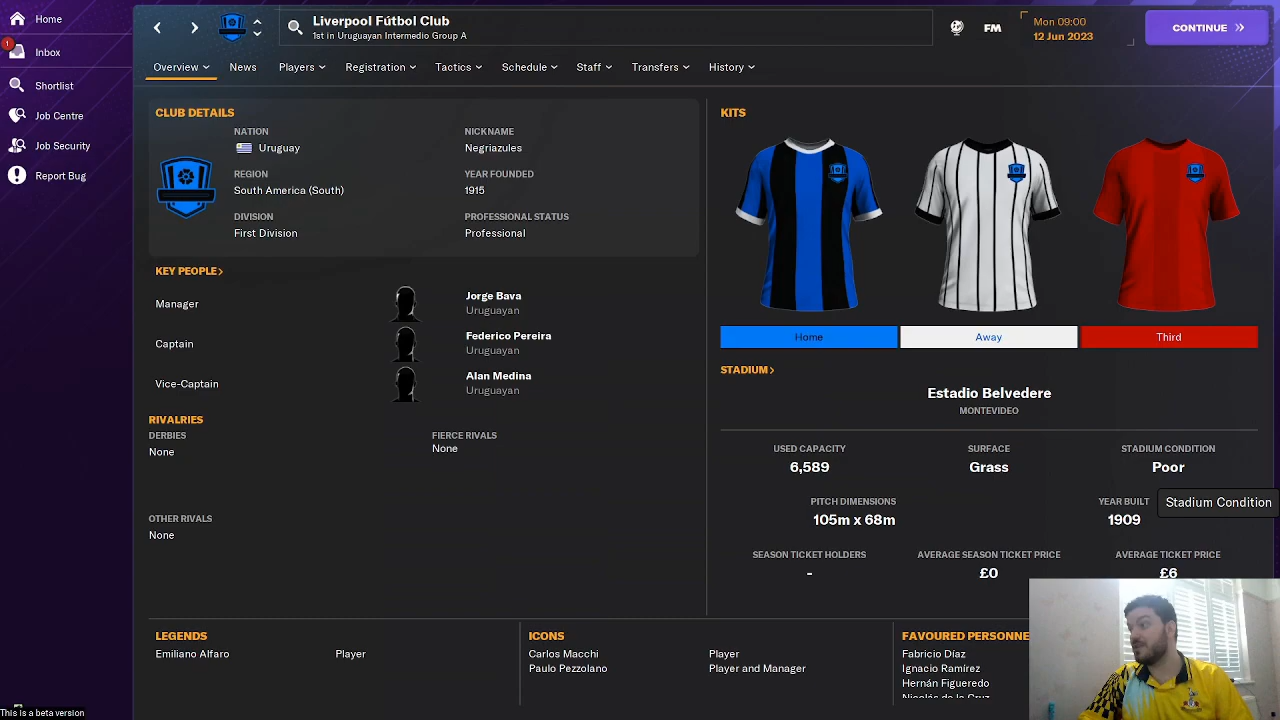 Home
1
Inbox
Shortlist
Job Centre
Job Security
Report Bug
Liverpool Fútbol Club
1st in Uruguayan Intermedio Group A
FM
Mon 09:00
12 Jun 2023
CONTINUE
Overview
News
Players
Registration
Tactics
Schedule
Staff
Transfers
History
CLUB DETAILS
NATION
Uruguay
NICKNAME
Negriazules
REGION
South America (South)
YEAR FOUNDED
1915
DIVISION
First Division
PROFESSIONAL STATUS
Professional
KEY PEOPLE
Manager
Jorge Bava
Uruguayan
Captain
Federico Pereira
Uruguayan
Vice-Captain
Alan Medina
Uruguayan
RIVALRIES
DERBIES
None
FIERCE RIVALS
None
OTHER RIVALS
None
KITS
Home
Away
Third
STADIUM
Estadio Belvedere
MONTEVIDEO
USED CAPACITY
6,589
SURFACE
Grass
STADIUM CONDITION
Poor
PITCH DIMENSIONS
105m x 68m
YEAR BUILT
1909
Stadium Condition
SEASON TICKET HOLDERS
-
AVERAGE SEASON TICKET PRICE
£0
AVERAGE TICKET PRICE
£6
LEGENDS
Emiliano Alfaro Player
ICONS
Carlos Macchi Player
Paulo Pezzolano Player and Manager
FAVOURED PERSONNE
Fabricio Díaz
Ignacio Ramírez
Hernán Figueredo
Nicolás de la Cruz
This is a beta version